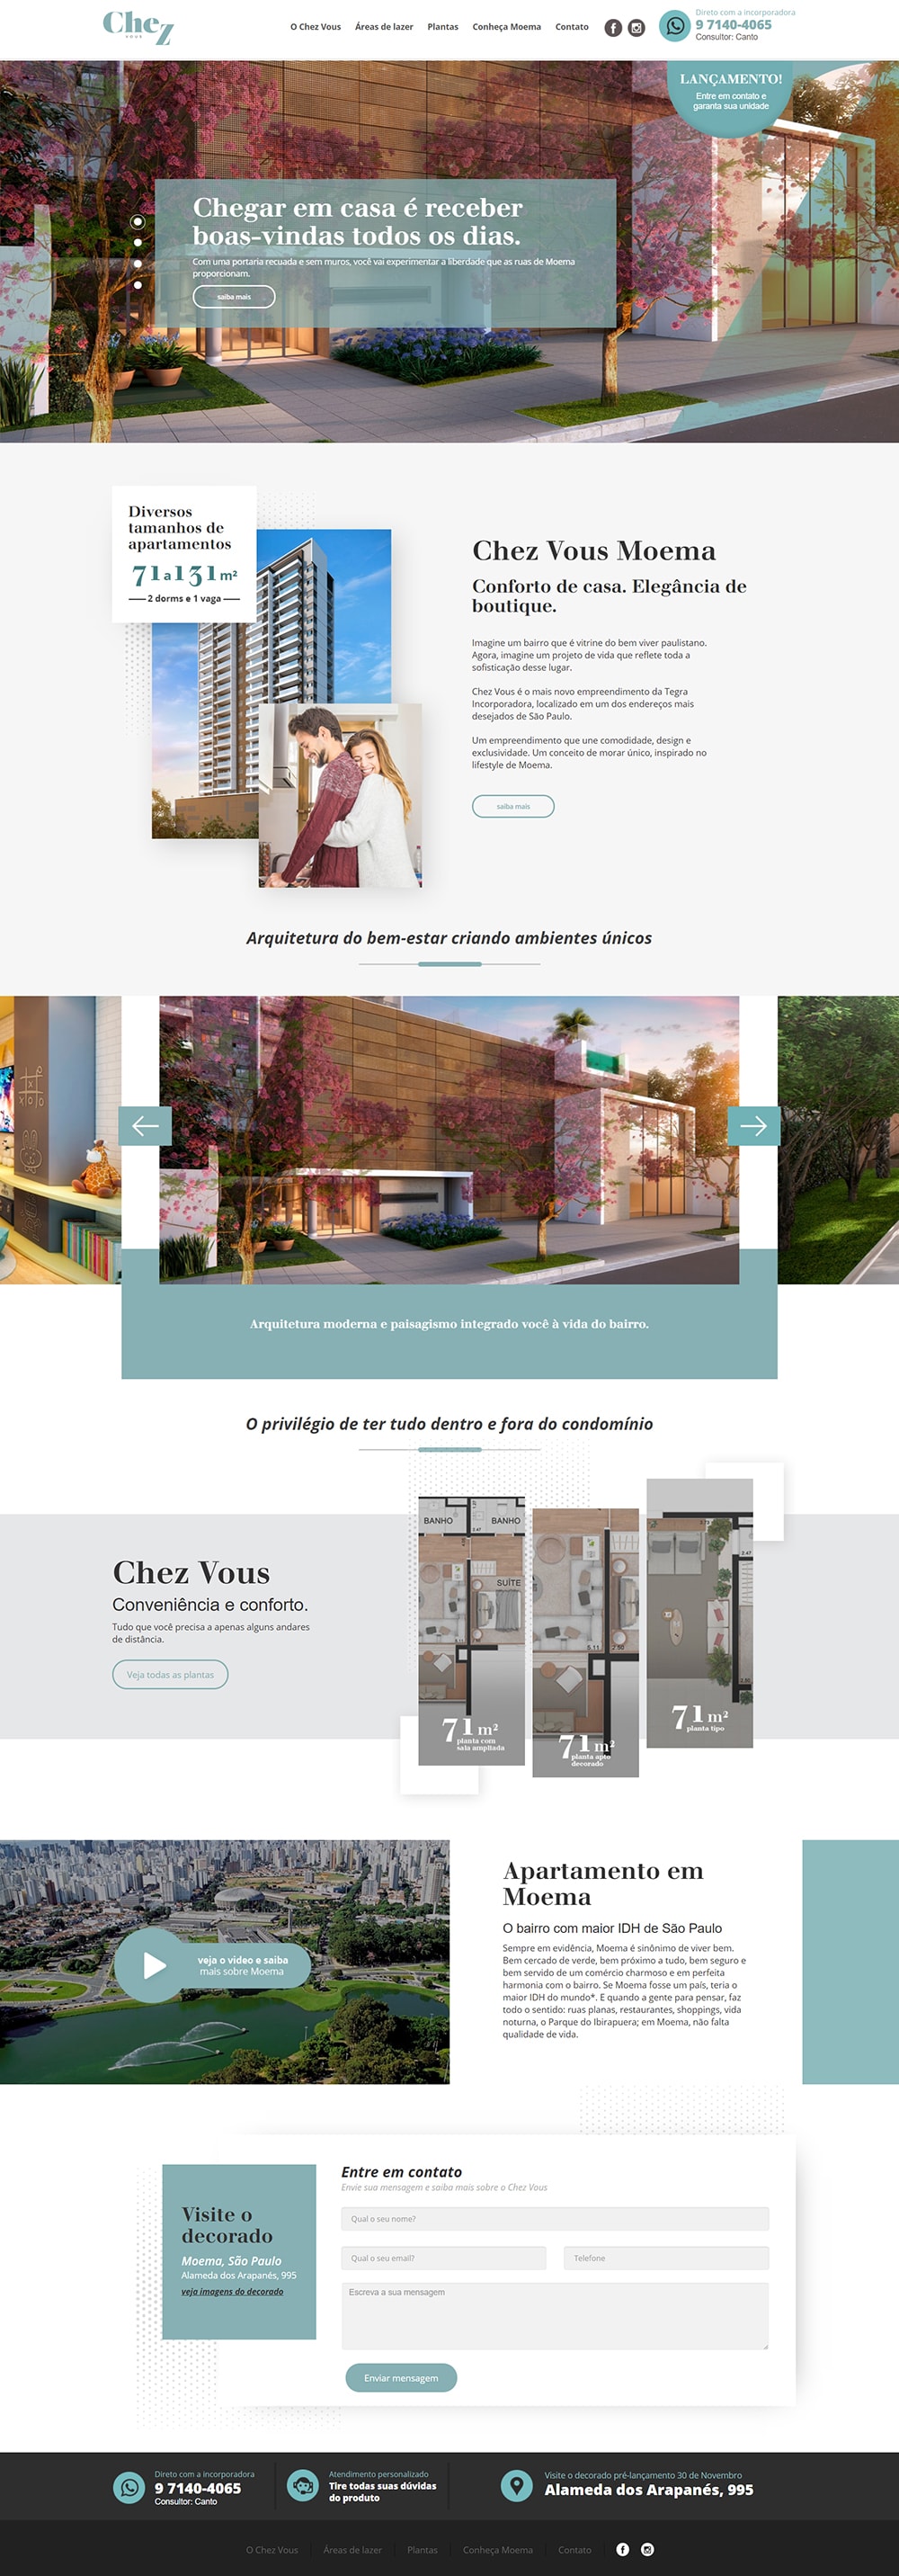 Chez
VOUS
O Chez Vous
Áreas de lazer
Plantas
Conheça Moema
Contato
Direto com a incorporadora
9 7140-4065
Consultor: Canto
LANÇAMENTO!
Entre em contato e
garanta sua unidade
Chegar em casa é receber
boas-vindas todos os dias.
Com uma portaria recuada e sem muros, você vai experimentar a liberdade que as ruas de Moema
proporcionam.
saiba mais
Diversos
tamanhos de
apartamentos
71 a 131 m²
2 dorms e 1 vaga
Chez Vous Moema
Conforto de casa. Elegância de
boutique.
Imagine um bairro que é vitrine do bem viver paulistano.
Agora, imagine um projeto de vida que reflete toda a
sofisticação desse lugar.
Chez Vous é o mais novo empreendimento da Tegra
Incorporadora, localizado em um dos endereços mais
desejados de São Paulo.
Um empreendimento que une comodidade, design e
exclusividade. Um conceito de morar único, inspirado no
lifestyle de Moema.
saiba mais
Arquitetura do bem-estar criando ambientes únicos
Arquitetura moderna e paisagismo integrado você à vida do bairro.
O privilégio de ter tudo dentro e fora do condomínio
Chez Vous
Conveniência e conforto.
Tudo que você precisa a apenas alguns andares
de distância.
Veja todas as plantas
BANHO
BANHO
2.47
SUÍTE
71 m²
planta com
sala ampliada
5.11
2.50
71 m²
planta apto
decorado
2.47
71 m²
planta tipo
veja o video e saiba
mais sobre Moema
Apartamento em
Moema
O bairro com maior IDH de São Paulo
Sempre em evidência, Moema é sinônimo de viver bem.
Bem cercado de verde, bem próximo a tudo, bem seguro e
bem servido de um comércio charmoso e em perfeita
harmonia com o bairro. Se Moema fosse um país, teria o
maior IDH do mundo*. E quando a gente para pensar, faz
todo o sentido: ruas planas, restaurantes, shoppings, vida
noturna, o Parque do Ibirapuera; em Moema, não falta
qualidade de vida.
Visite o
decorado
Moema, São Paulo
Alameda dos Arapanés, 995
veja imagens do decorado
Entre em contato
Envie sua mensagem e saiba mais sobre o Chez Vous
Qual o seu nome?
Qual o seu email?
Telefone
Escreva a sua mensagem
Enviar mensagem
Direto com a incorporadora
9 7140-4065
Consultor: Canto
Atendimento personalizado
Tire todas suas dúvidas
do produto
Visite o decorado pré-lançamento 30 de Novembro
Alameda dos Arapanés, 995
O Chez Vous
Áreas de lazer
Plantas
Conheça Moema
Contato